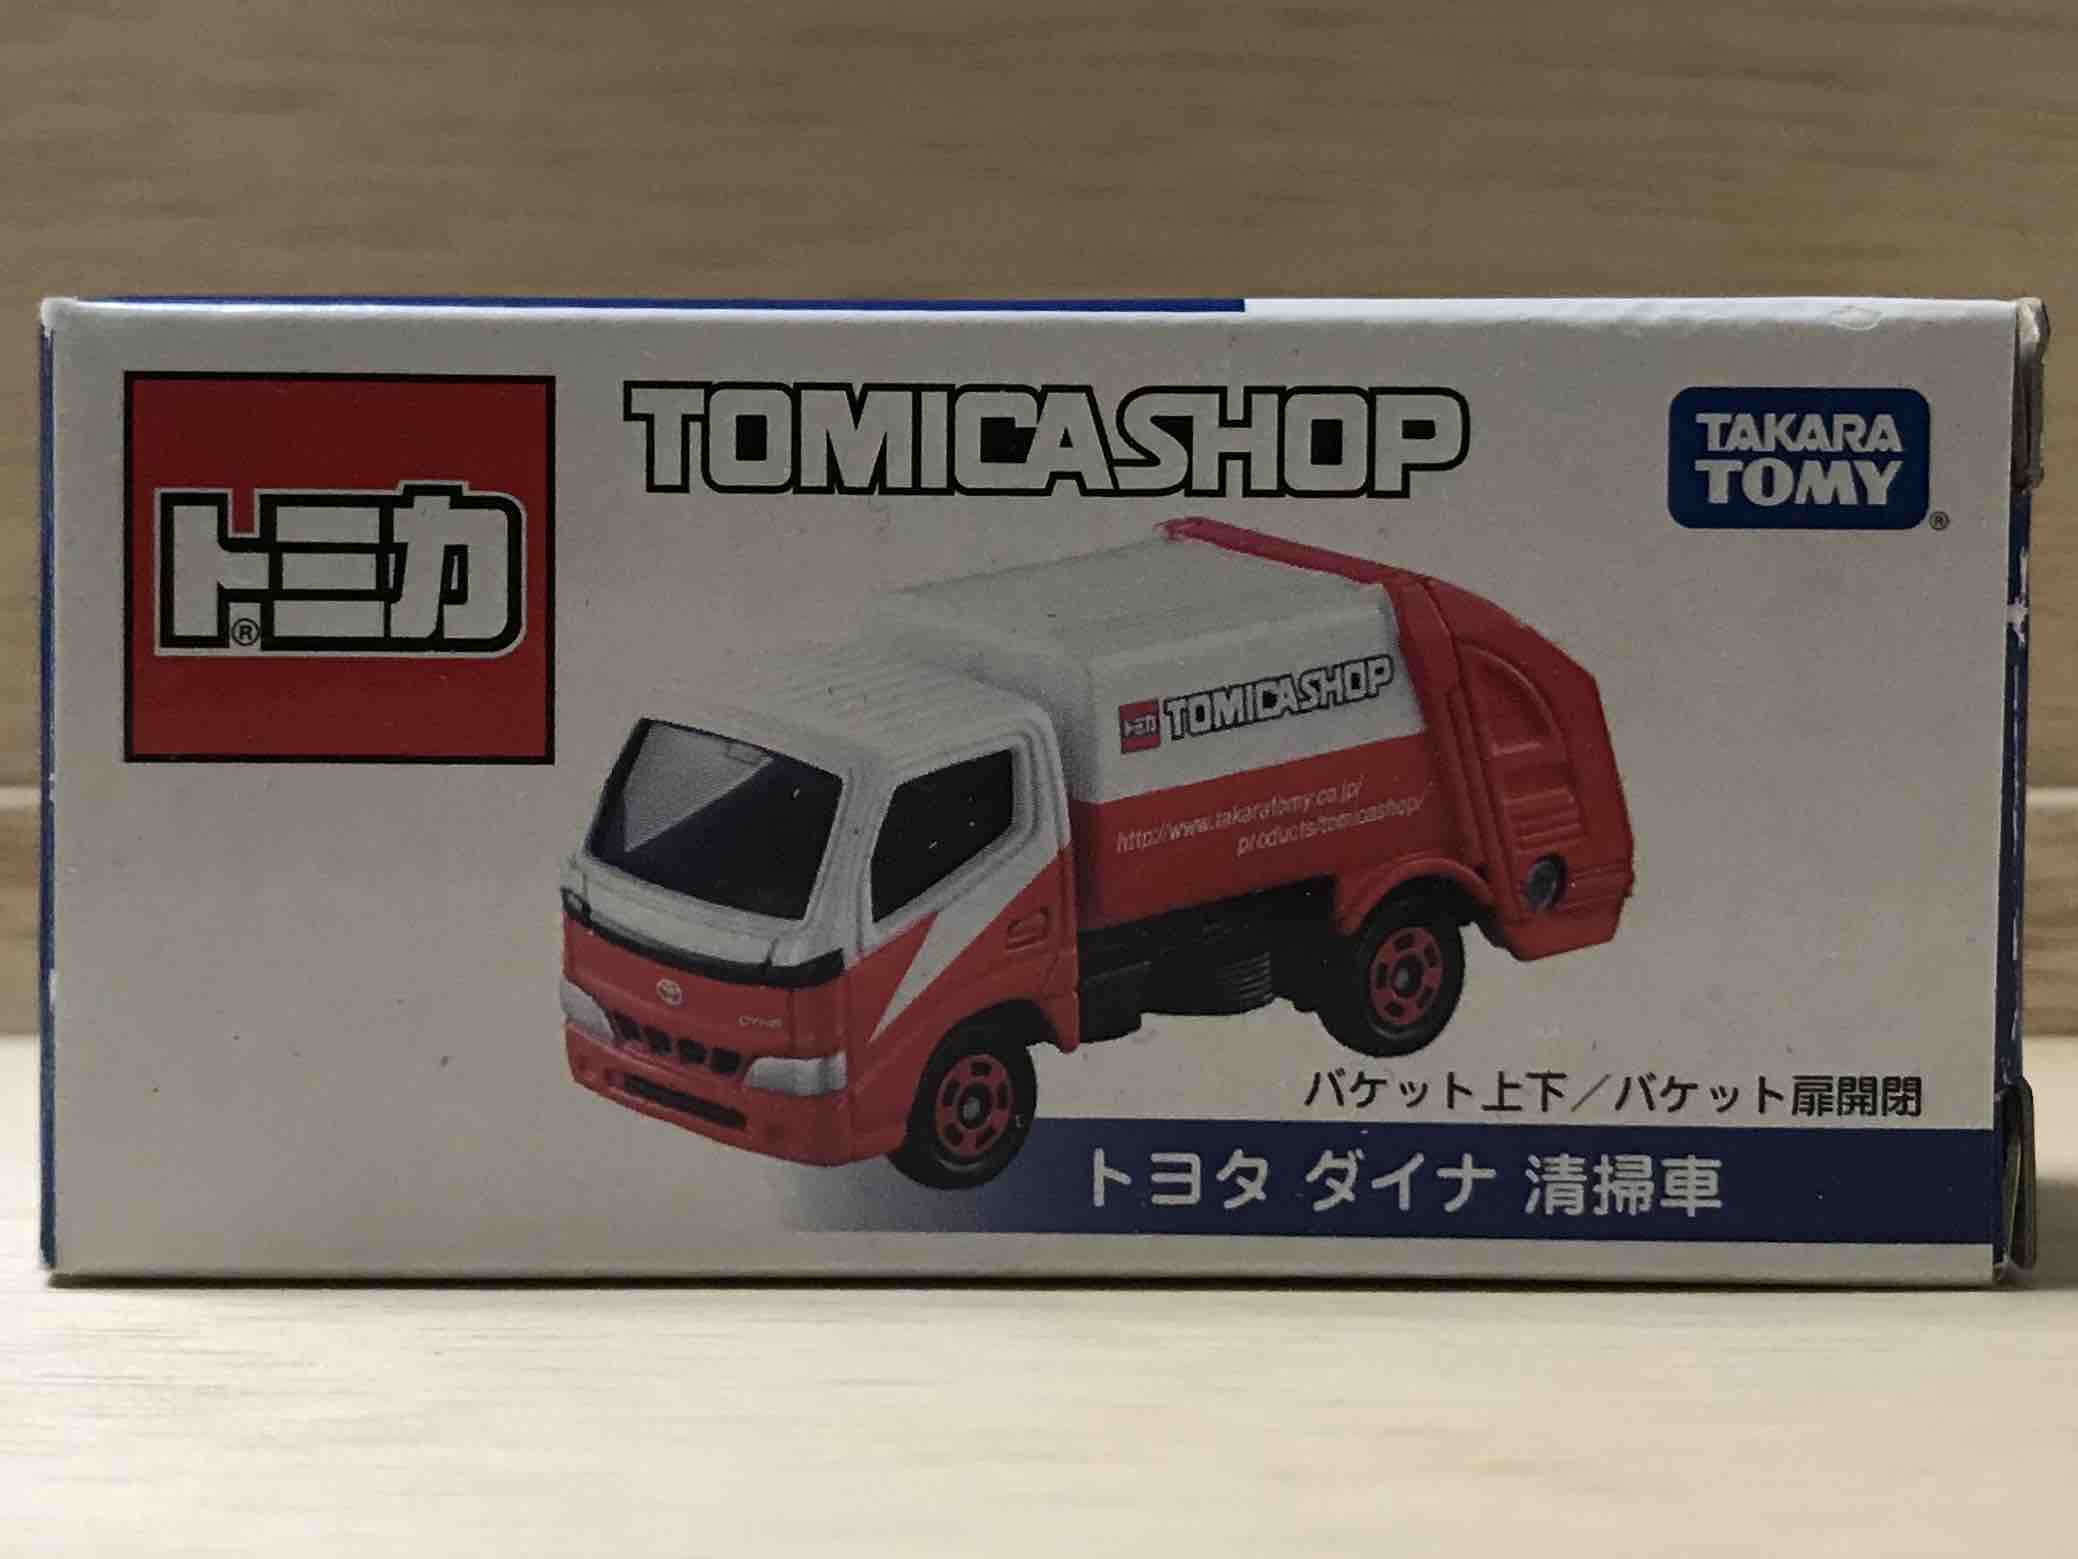 トミカ®
TOMICASHOP
TAKARA
TOMY®
トミカ TOMICASHOP
http://www.takaratomy.co.jp/
products/tomicashop/
DYNA
バケット上下／バケット扉開閉
トヨタ ダイナ 清掃車